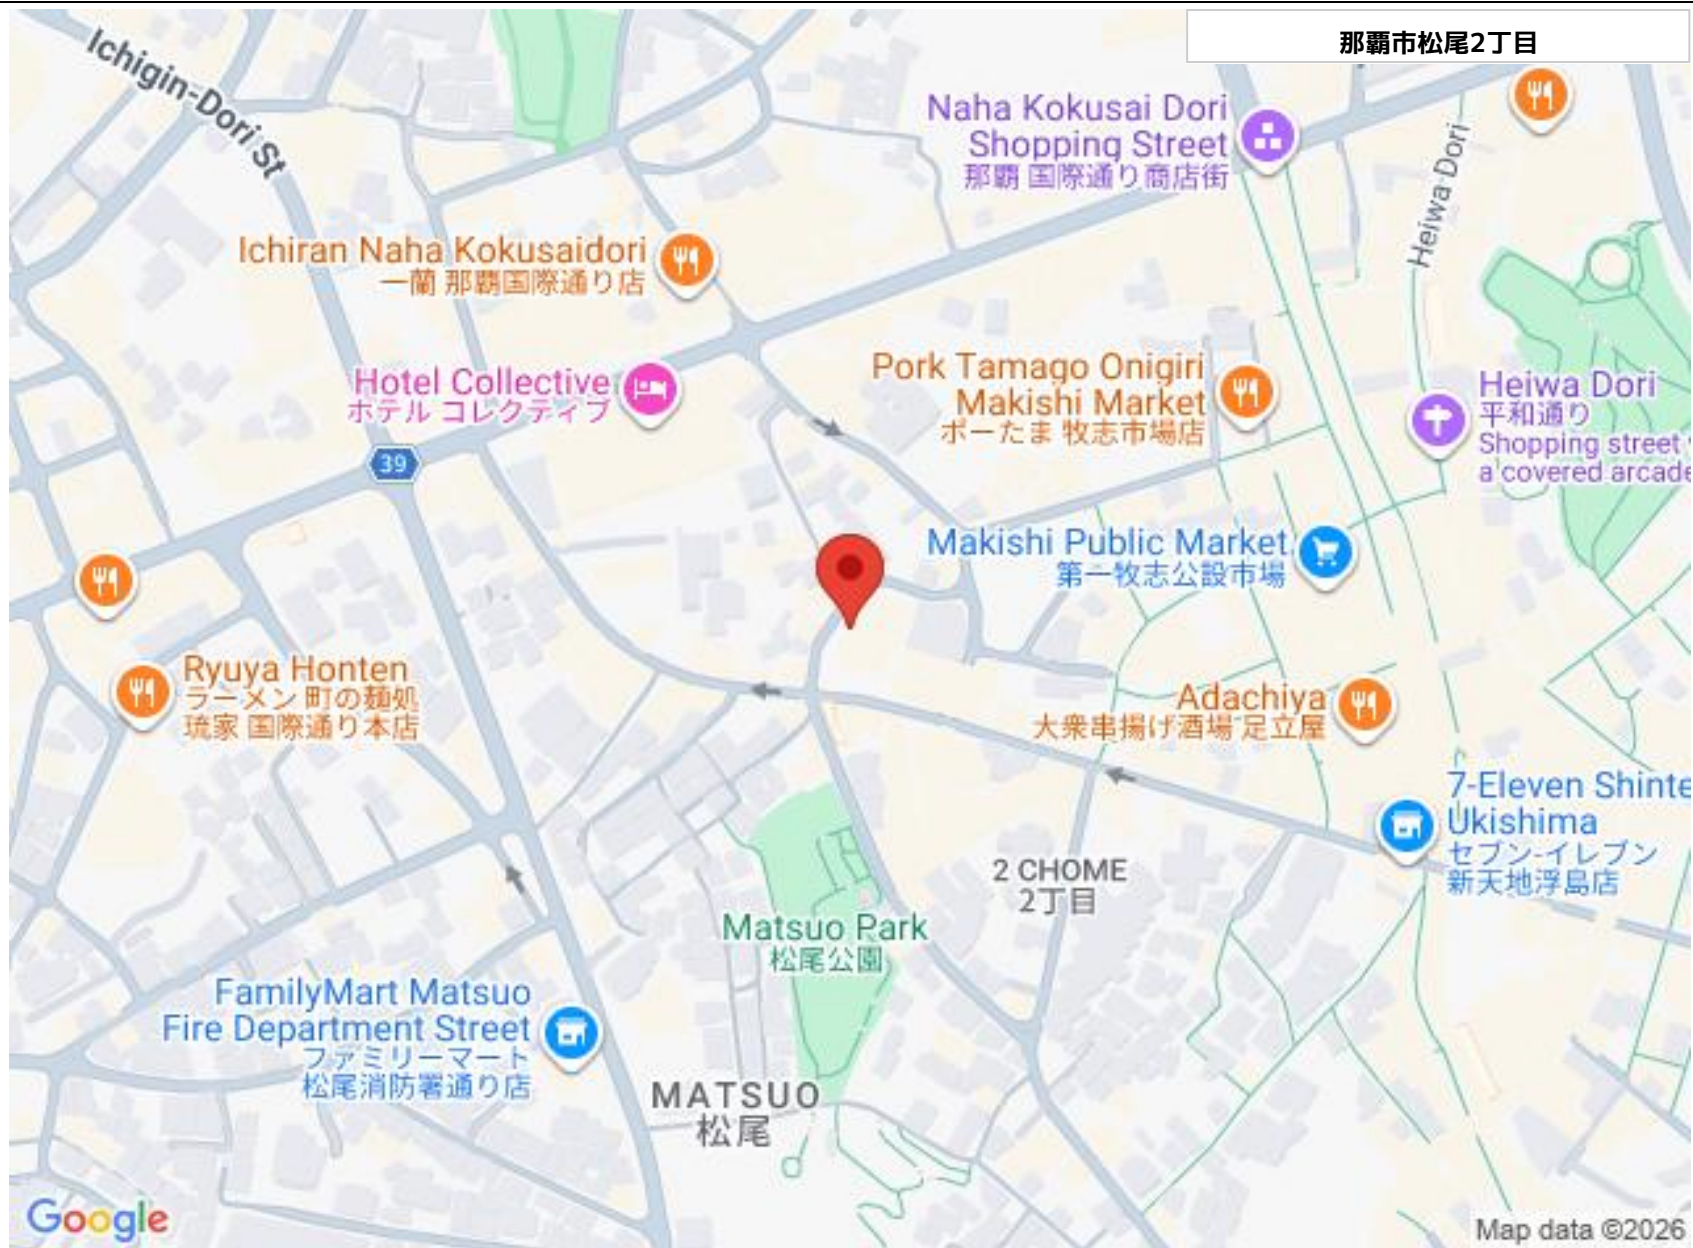 那覇市松尾2丁目
Ichigin-Dori St
Naha Kokusai Dori
Shopping Street
那覇 国際通り商店街
Heiwa Dori
Ichiran Naha Kokusaidori
一蘭 那覇国際通り店
Hotel Collective
ホテル コレクティブ
Pork Tamago Onigiri
Makishi Market
ポーたま 牧志市場店
Heiwa Dori
平和通り
Shopping street
a covered arcade
39
Makishi Public Market
第一牧志公設市場
Ryuya Honten
ラーメン 町の麺処
琉家 国際通り本店
Adachiya
大衆串揚げ酒場 足立屋
7-Eleven Shinte
Ukishima
セブン-イレブン
新天地浮島店
2 CHOME
2丁目
Matsuo Park
松尾公園
FamilyMart Matsuo
Fire Department Street
ファミリーマート
松尾消防署通り店
MATSUO
松尾
Google
Map data ©2026